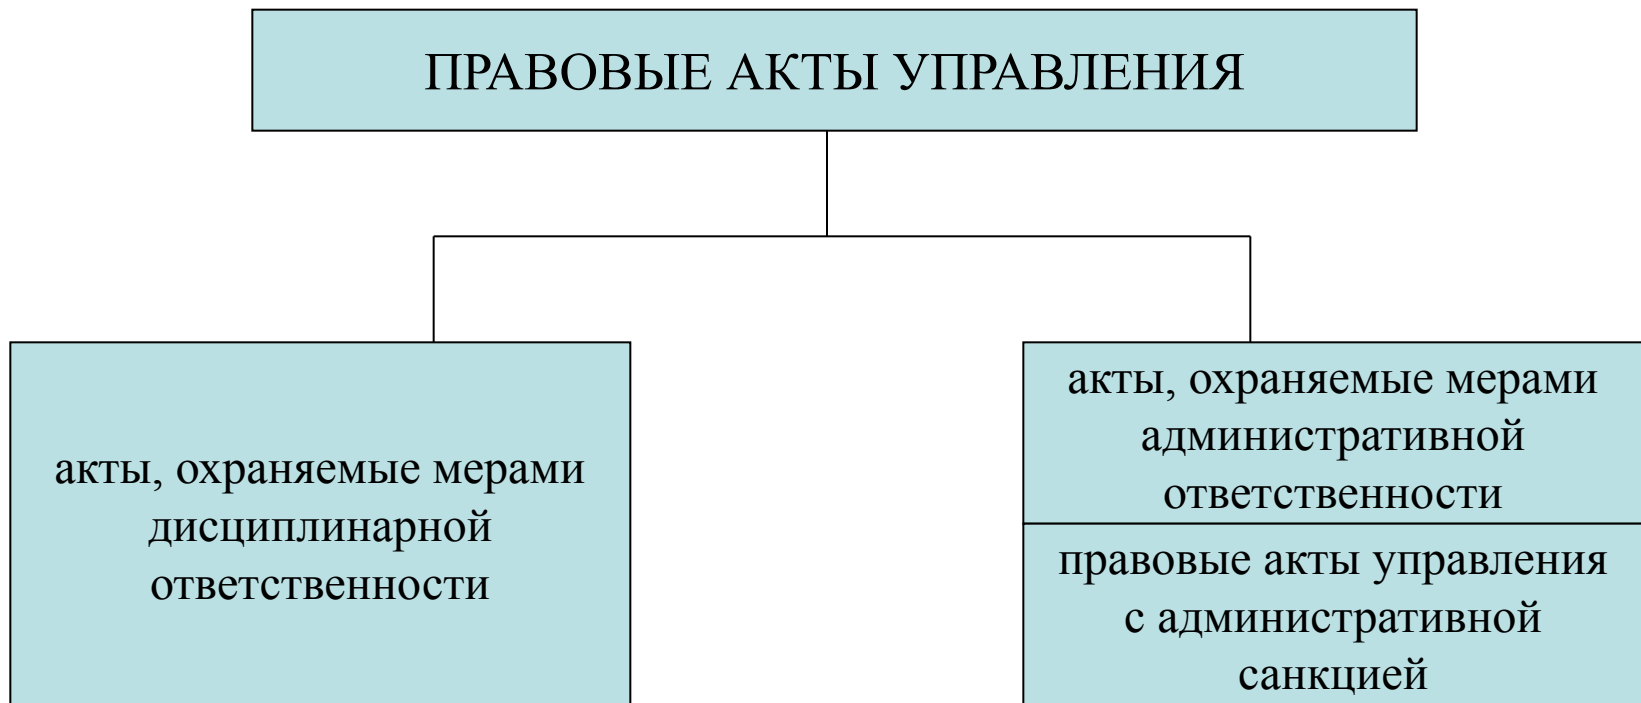 ПРАВОВЫЕ АКТЫ УПРАВЛЕНИЯ
акты, охраняемые мерами
дисциплинарной
ответственности
акты, охраняемые мерами
административной
ответственности
правовые акты управления
с административной
санкцией